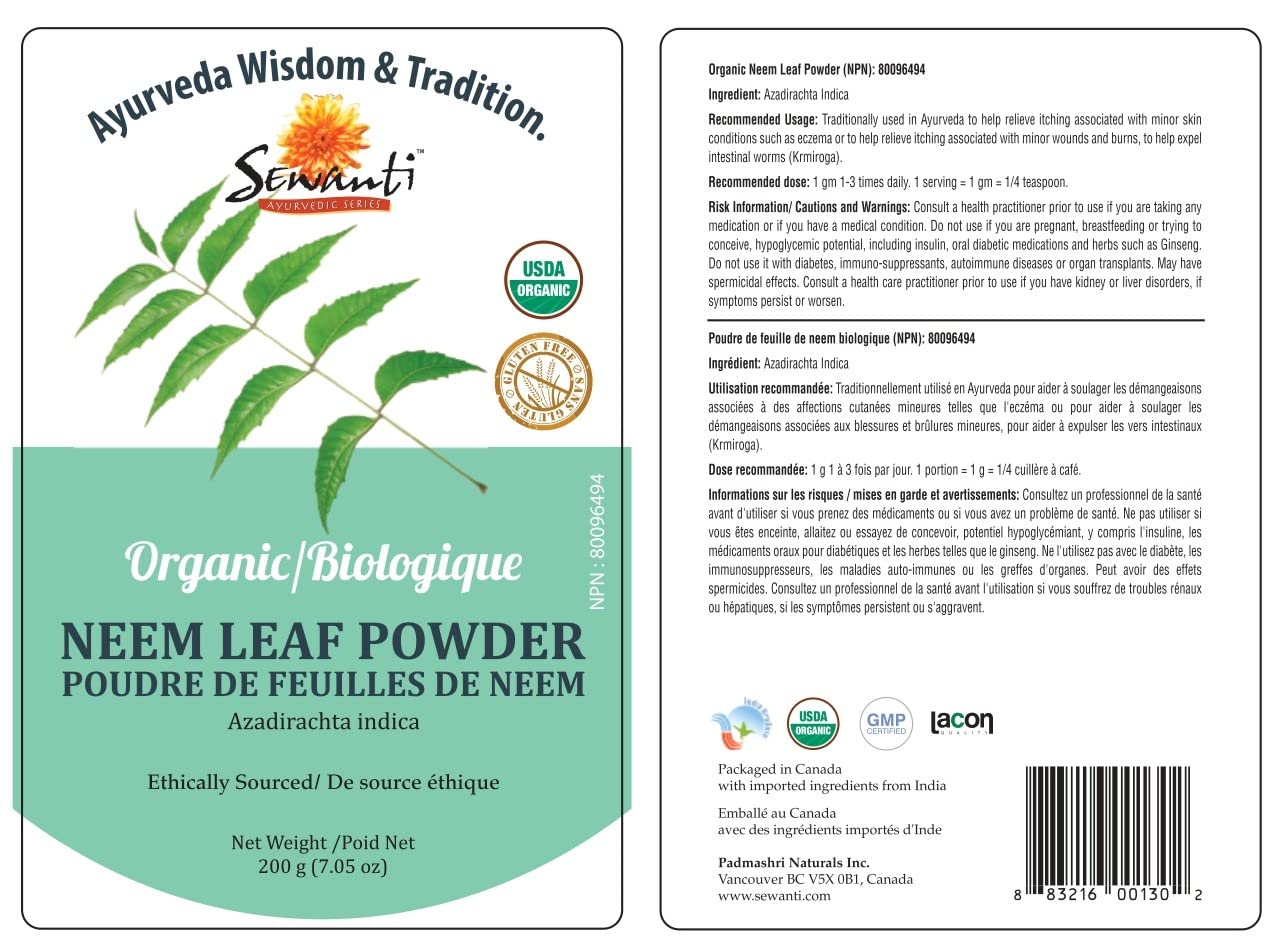 Ayurveda Wisdom & Tradition.
Sewanti™
AYURVEDIC SERIES
USDA
ORGANIC
GLUTEN FREE
SANS GLUTEN
NPN : 80096494
Organic/Biologique
NEEM LEAF POWDER
POUDRE DE FEUILLES DE NEEM
Azadirachta indica
Ethically Sourced/ De source éthique
Net Weight /Poid Net
200 g (7.05 oz)
Organic Neem Leaf Powder (NPN): 80096494
Ingredient: Azadirachta Indica
Recommended Usage: Traditionally used in Ayurveda to help relieve itching associated with minor skin
conditions such as eczema or to help relieve itching associated with minor wounds and burns, to help expel
intestinal worms (Krmiroga).
Recommended dose: 1 gm 1-3 times daily. 1 serving = 1 gm = 1/4 teaspoon.
Risk Information/ Cautions and Warnings: Consult a health practitioner prior to use if you are taking any
medication or if you have a medical condition. Do not use if you are pregnant, breastfeeding or trying to
conceive, hypoglycemic potential, including insulin, oral diabetic medications and herbs such as Ginseng.
Do not use it with diabetes, immuno-suppressants, autoimmune diseases or organ transplants. May have
spermicidal effects. Consult a health care practitioner prior to use if you have kidney or liver disorders, if
symptoms persist or worsen.
Poudre de feuille de neem biologique (NPN): 80096494
Ingrédient: Azadirachta Indica
Utilisation recommandée: Traditionnellement utilisé en Ayurveda pour aider à soulager les démangeaisons
associées à des affections cutanées mineures telles que l'eczéma ou pour aider à soulager les
démangeaisons associées aux blessures et brûlures mineures, pour aider à expulser les vers intestinaux
(Krmiroga).
Dose recommandée: 1 g 1 à 3 fois par jour. 1 portion = 1 g = 1/4 cuillère à café.
Informations sur les risques / mises en garde et avertissements: Consultez un professionnel de la santé
avant d'utiliser si vous prenez des médicaments ou si vous avez un problème de santé. Ne pas utiliser si
vous êtes enceinte, allaitez ou essayez de concevoir, potentiel hypoglycémiant, y compris l'insuline, les
médicaments oraux pour diabétiques et les herbes telles que le ginseng. Ne l'utilisez pas avec le diabète, les
immunosuppresseurs, les maladies auto-immunes ou les greffes d'organes. Peut avoir des effets
spermicides. Consultez un professionnel de la santé avant l'utilisation si vous souffrez de troubles rénaux
ou hépatiques, si les symptômes persistent ou s'aggravent.
USDA
ORGANIC
GMP
CERTIFIED
lacon
QUALITY
Packaged in Canada
with imported ingredients from India
Emballé au Canada
avec des ingrédients importés d'Inde
Padmashri Naturals Inc.
Vancouver BC V5X 0B1, Canada
www.sewanti.com
8 83216 00130 2